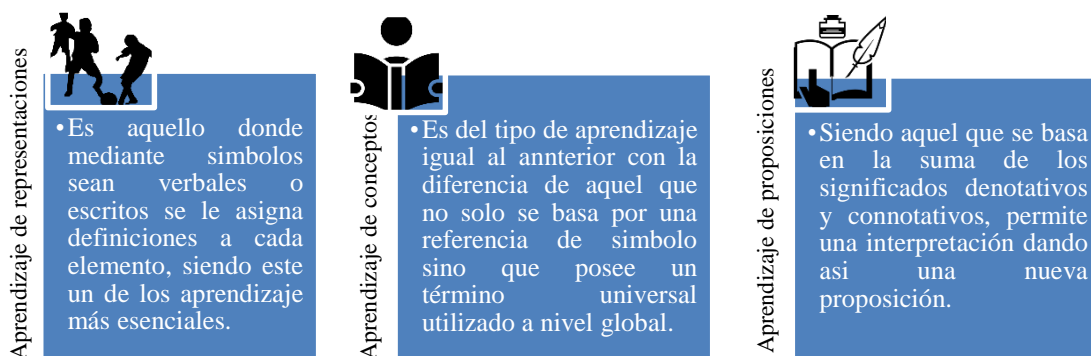 Aprendizaje de representaciones
•Es aquello donde
mediante simbolos
sean verbales o
escritos se le asigna
definiciones a cada
elemento, siendo este
un de los aprendizaje
más esenciales.
Aprendizaje de conceptos
•Es del tipo de aprendizaje
igual al annterior con la
diferencia de aquel que
no solo se basa por una
referencia de simbolo
sino que posee un
término universal
utilizado a nivel global.
Aprendizaje de proposiciones
•Siendo aquel que se basa
en la suma de los
significados denotativos
y connotativos, permite
una interpretación dando
asi una nueva
proposición.